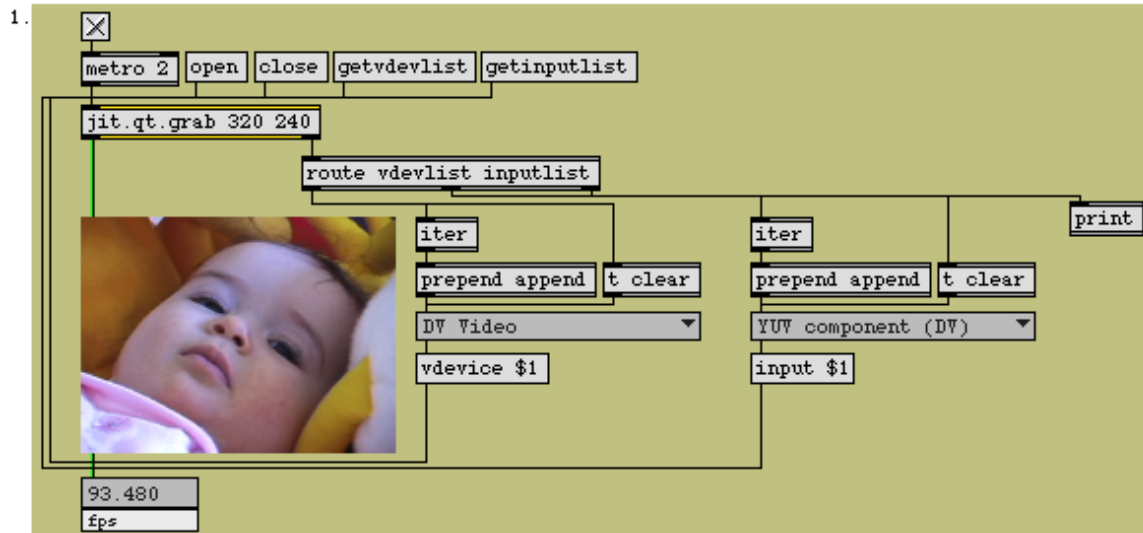 1.
metro 2 open close getvdevlist getinputlist
jit.qt.grab 320 240
route vdevlist inputlist
print
iter iter
prepend append t clear prepend append t clear
DV Video YUV component (DV)
vdevice $1 input $1
93.480
fps